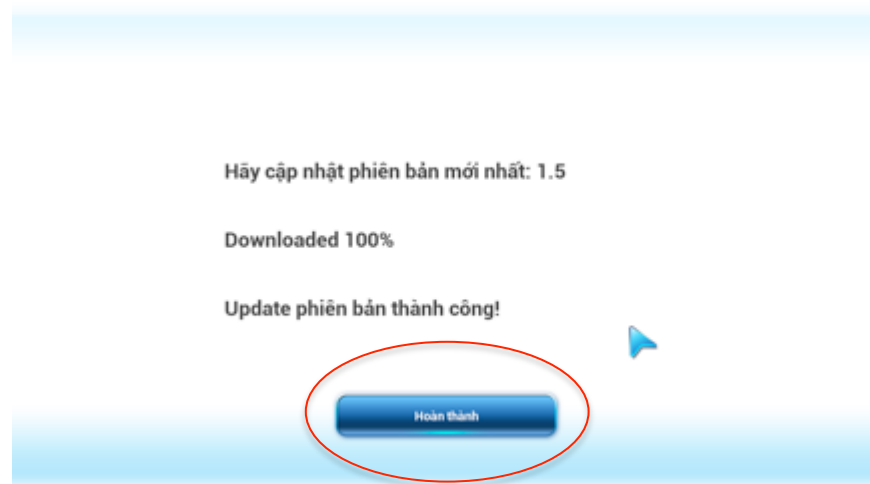 Hãy cập nhật phiên bản mới nhất: 1.5
Downloaded 100%
Update phiên bản thành công!
Hoàn thành